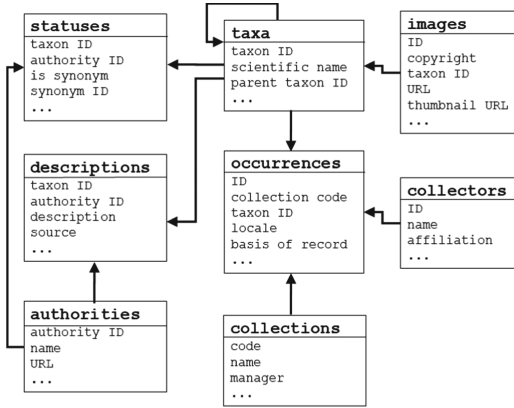 statuses
taxon ID
authority ID
is synonym
synonym ID
...
taxa
taxon ID
scientific name
parent taxon ID
...
images
ID
copyright
taxon ID
URL
thumbnail URL
...
descriptions
taxon ID
authority ID
description
source
...
occurrences
ID
collection code
taxon ID
locale
basis of record
...
collectors
ID
name
affiliation
...
authorities
authority ID
name
URL
...
collections
code
name
manager
...